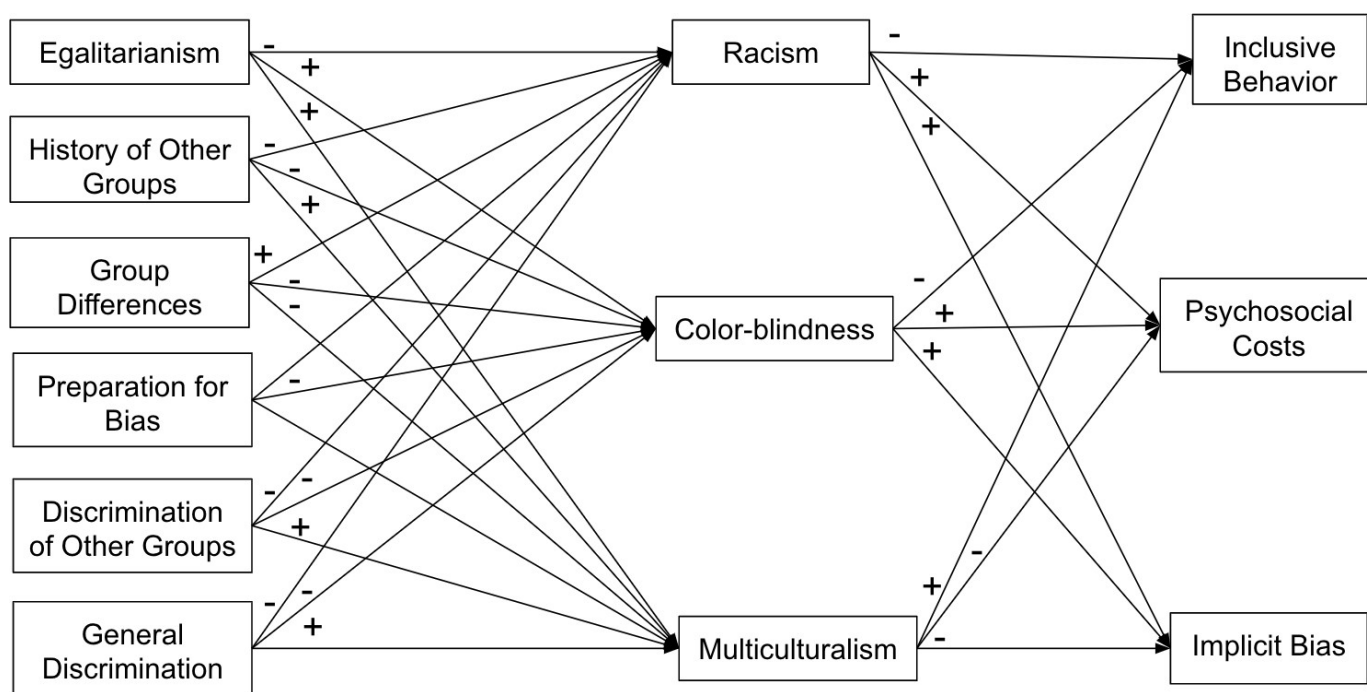 Egalitarianism
-
+
+
History of Other
Groups
-
-
+
Group
Differences
+
-
-
Preparation for
Bias
-
Discrimination
of Other Groups
-
-
+
General
Discrimination
-
-
+
Racism
-
+
+
Color-blindness
-
+
+
Multiculturalism
+
-
-
Inclusive
Behavior
Psychosocial
Costs
Implicit Bias